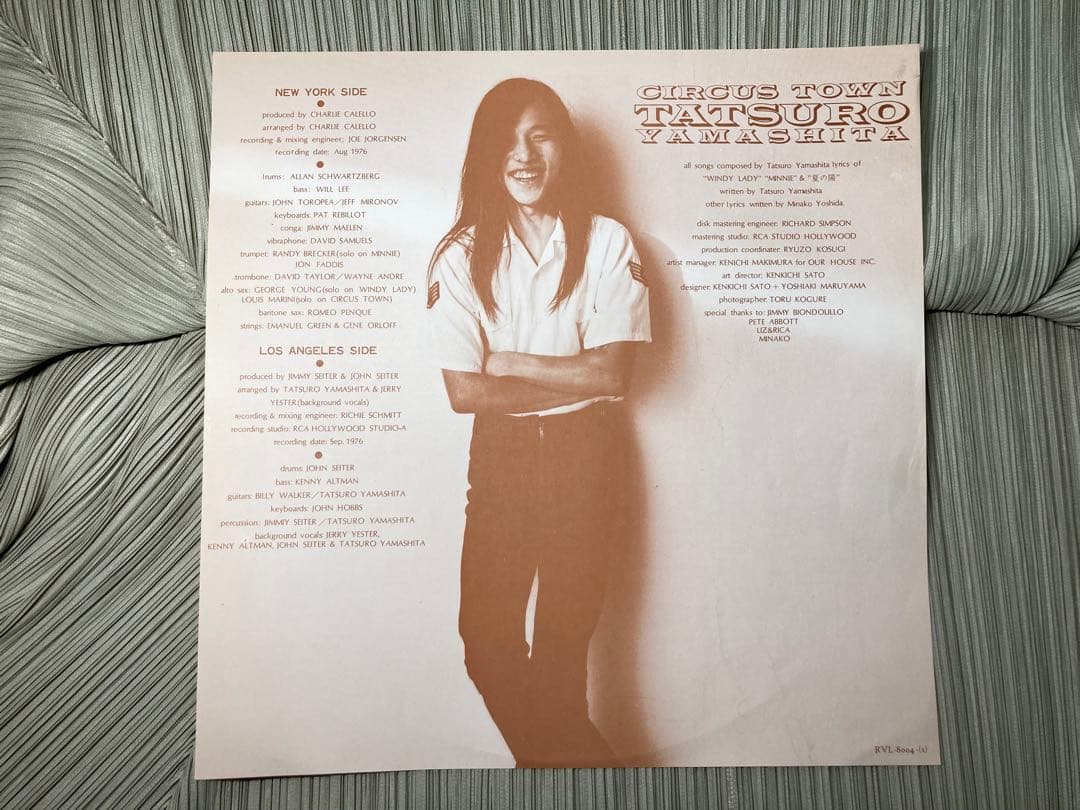 NEW YORK SIDE
produced by CHARLIE CALELLO
arranged by CHARLIE CALELLO
recording & mixing engineer; JOE JORGENSEN
recording date: Aug 1976
lrums: ALLAN SCHWARTZBERG
bass: WILL LEE
guitars: JOHN TOROPEA/JEFF MIRONOV
keyboards: PAT REBILLOT
conga: JIMMY MAELEN
vibraphone: DAVID SAMUELS
trumpet: RANDY BRECKER(solo on MINNIE)
JON FADDIS
trombone: DAVID TAYLOR/WAYNE ANDRE
alto sax: GEORGE YOUNG(solo on WINDY LADY)
LOUIS MARINI(solo on CIRCUS TOWN)
baritone sax: ROMEO PENQUE
strings: EMANUEL GREEN & GENE ORLOFF
LOS ANGELES SIDE
produced by JIMMY SEITER & JOHN SEITER
arranged by TATSURO YAMASHITA & JERRY
YESTER(background vocals)
recording & mixing engineer: RICHIE SCHMITT
recording studio: RCA HOLLYWOOD STUDIO-A
recording date: Sep. 1976
drums: JOHN SEITER
bass: KENNY ALTMAN
guitars: BILLY WALKER/TATSURO YAMASHITA
keyboards: JOHN HOBBS
percussion: JIMMIY SEITER/TATSURO YAMASHITA
background vocals JERRY YESTER,
KENNY ALTMAN, JOHN SEITER & TATSURO YAMASHITA
CIRCUS TOWN
TATSURO
YAMASHITA
all songs composed by Tatsuro Yamashita lyrics of
"WINDY LADY" "MINNIE" & "夏の陽"
written by Tatsuro Yamashita
other lyrics written by Minako Yoshida.
disk mastering engineer: RICHARD SIMPSON
mastering studio: RCA STUDIO HOLLYWOOD
production coordinater: RYUZO KOSUGI
artist manager: KENICHI MAKIMURA for OUR HOUSE INC.
art director: KENKICHI SATO
designer: KENKICHI SATO + YOSHIAKI MARUYAMA
photographer: TORU KOGURE
special thanks to: JIMMY BIONDOLILLO
PETE ABBOTT
LIZ&RICA
MINAKO
RVL-8004-(1)